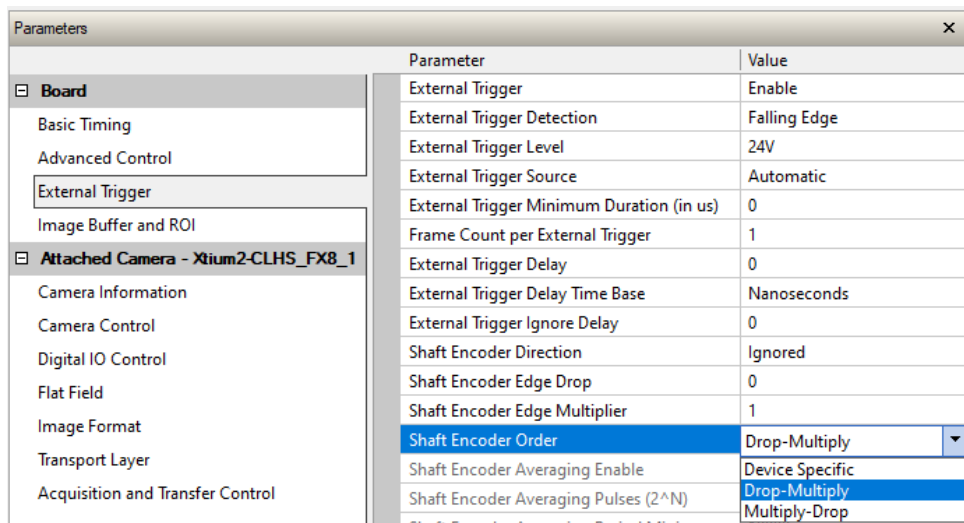 Parameters
Parameter Value
Board
Basic Timing
Advanced Control
External Trigger
Image Buffer and ROI
Attached Camera - Xtium2-CLHS_FX8_1
Camera Information
Camera Control
Digital IO Control
Flat Field
Image Format
Transport Layer
Acquisition and Transfer Control
External Trigger Enable
External Trigger Detection Falling Edge
External Trigger Level 24V
External Trigger Source Automatic
External Trigger Minimum Duration (in us) 0
Frame Count per External Trigger 1
External Trigger Delay 0
External Trigger Delay Time Base Nanoseconds
External Trigger Ignore Delay 0
Shaft Encoder Direction Ignored
Shaft Encoder Edge Drop 0
Shaft Encoder Edge Multiplier 1
Shaft Encoder Order Drop-Multiply
Shaft Encoder Averaging Enable
Shaft Encoder Averaging Pulses (2^N)
Device Specific
Drop-Multiply
Multiply-Drop